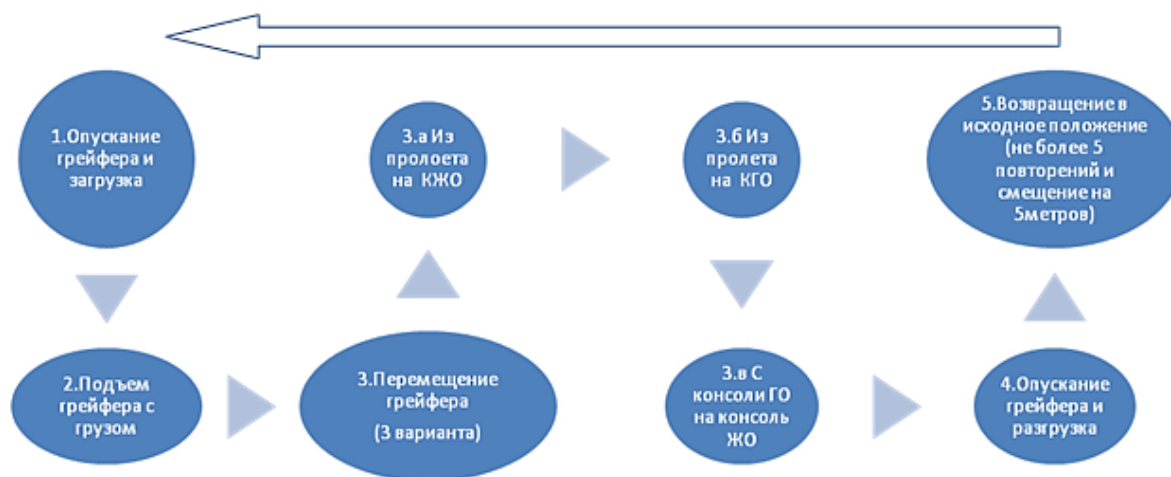 1.Опускание
грейфера и
загрузка
2.Подъем
грейфера с
грузом
3.Перемещение
грейфера
(3 варианта)
3.а Из
пролоета
на КЖО
3.б Из
пролета
на КГО
3.в С
консоли ГО
на консоль
ЖО
4.Опускание
грейфера и
разгрузка
5.Возвращение в
исходное положение
(не более 5
повторений и
смещение на
5метров)